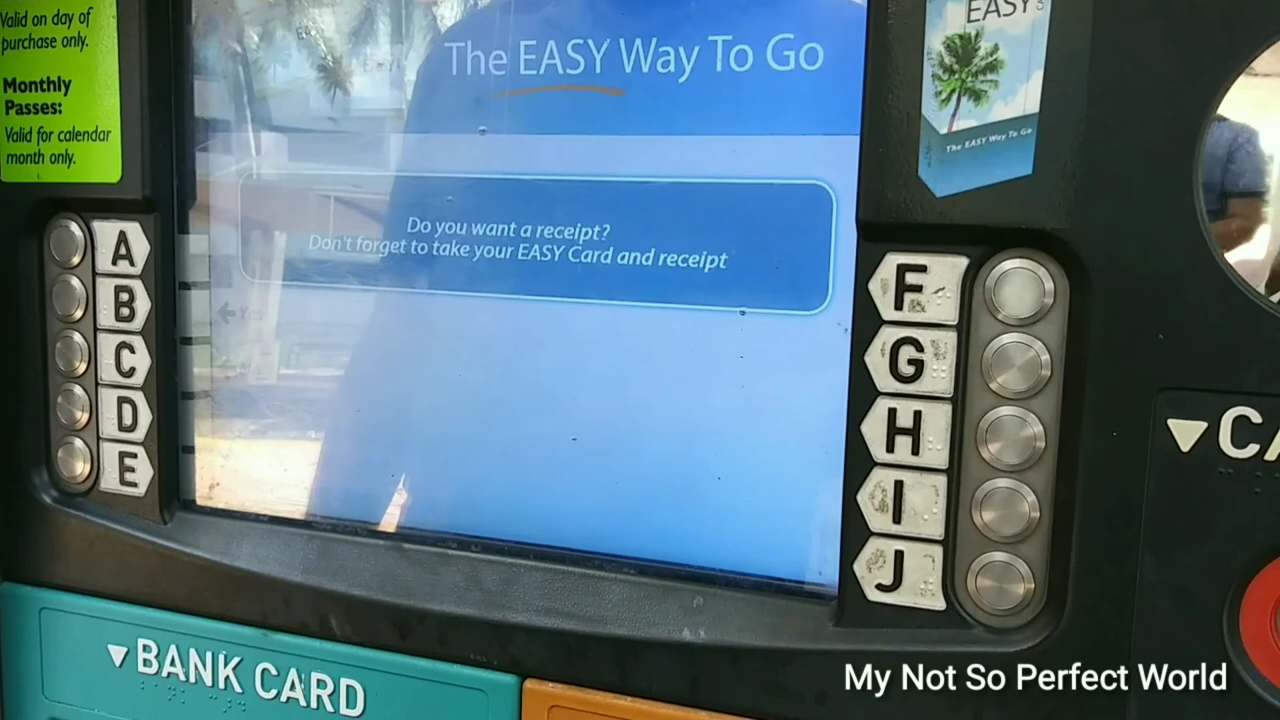 Valid on day of
purchase only.
Monthly
Passes:
Valid for calendar
month only.
The EASY Way To Go
Do you want a receipt?
Don't forget to take your EASY Card and receipt
Yes
A
B
C
D
E
EASY
The EASY Way To Go
F
G
H
I
J
BANK CARD
My Not So Perfect World